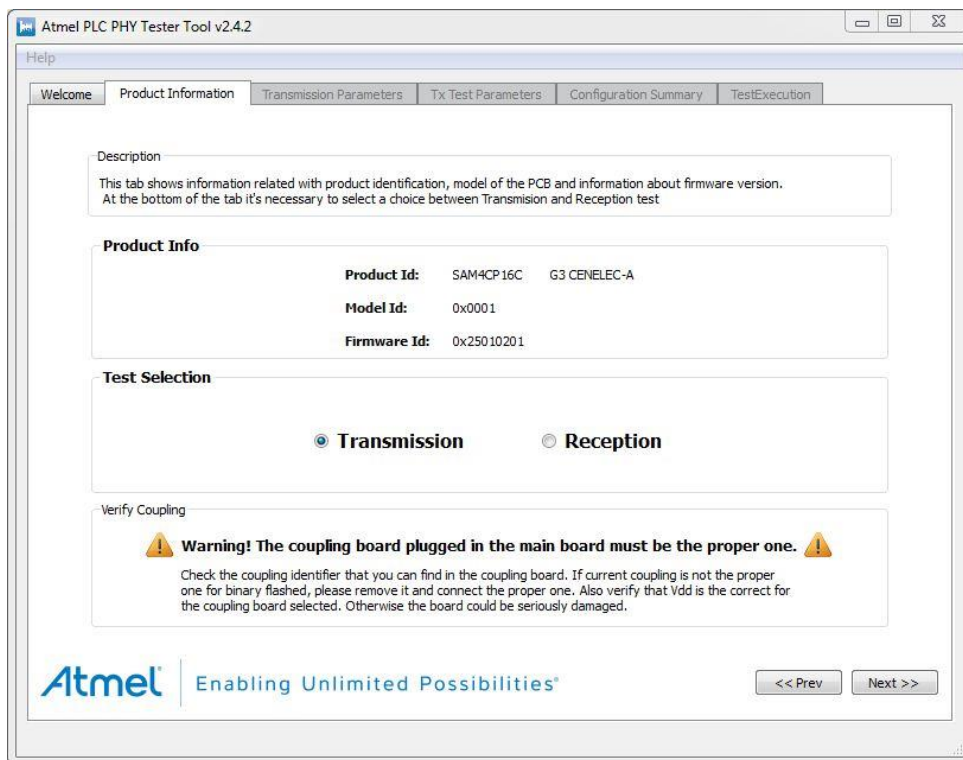 Atmel PLC PHY Tester Tool v2.4.2
Help
Welcome Product Information Transmission Parameters Tx Test Parameters Configuration Summary TestExecution
Description
This tab shows information related with product identification, model of the PCB and information about firmware version.
At the bottom of the tab it's necessary to select a choice between Transmision and Reception test
Product Info
Product Id: SAM4CP16C G3 CENELEC-A
Model Id: 0x0001
Firmware Id: 0x25010201
Test Selection
Transmission Reception
Verify Coupling
Warning! The coupling board plugged in the main board must be the proper one.
Check the coupling identifier that you can find in the coupling board. If current coupling is not the proper
one for binary flashed, please remove it and connect the proper one. Also verify that Vdd is the correct for
the coupling board selected. Otherwise the board could be seriously damaged.
Atmel® Enabling Unlimited Possibilities®
<< Prev Next >>